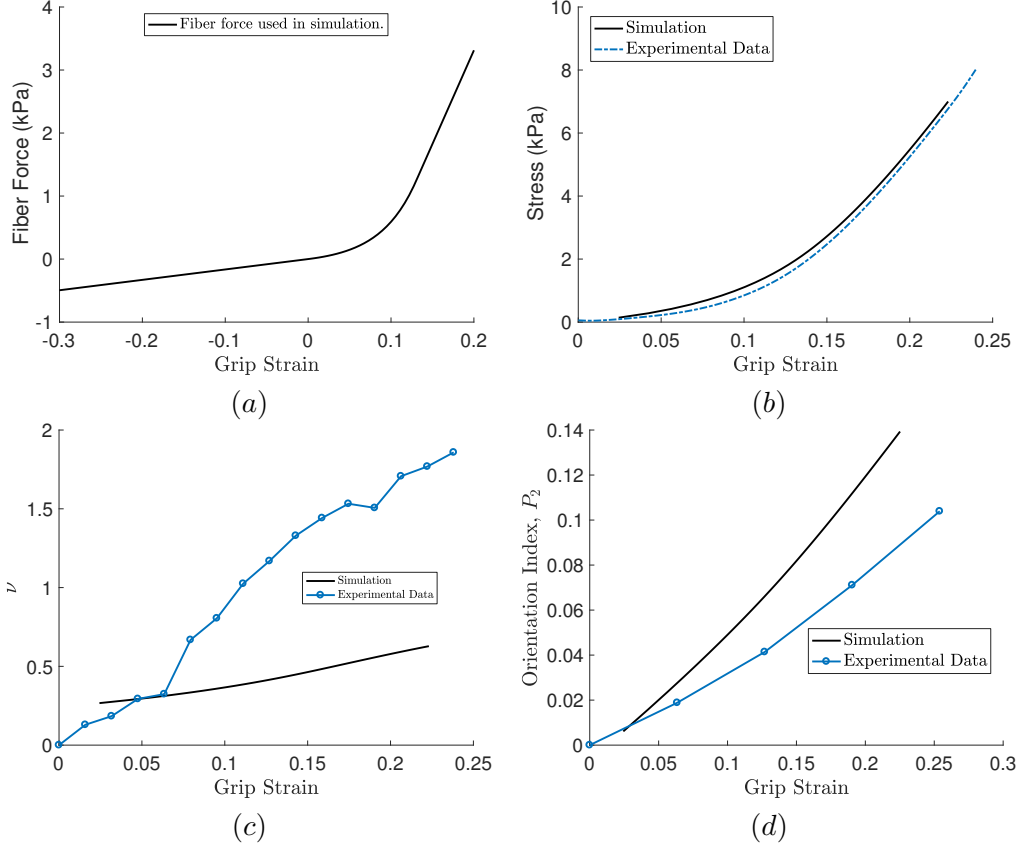 Fiber force used in simulation.
Fiber Force (kPa)
4
3
2
1
0
-1
-0.3
-0.2
-0.1
0
0.1
0.2
Grip Strain
(a)
Simulation
Experimental Data
Stress (kPa)
10
8
6
4
2
0
0
0.05
0.1
0.15
0.2
0.25
Grip Strain
(b)
Simulation
Experimental Data
ν
2
1.5
1
0.5
0
0
0.05
0.1
0.15
0.2
0.25
Grip Strain
(c)
Simulation
Experimental Data
Orientation Index, P₂
0.14
0.12
0.1
0.08
0.06
0.04
0.02
0
0
0.05
0.1
0.15
0.2
0.25
0.3
Grip Strain
(d)